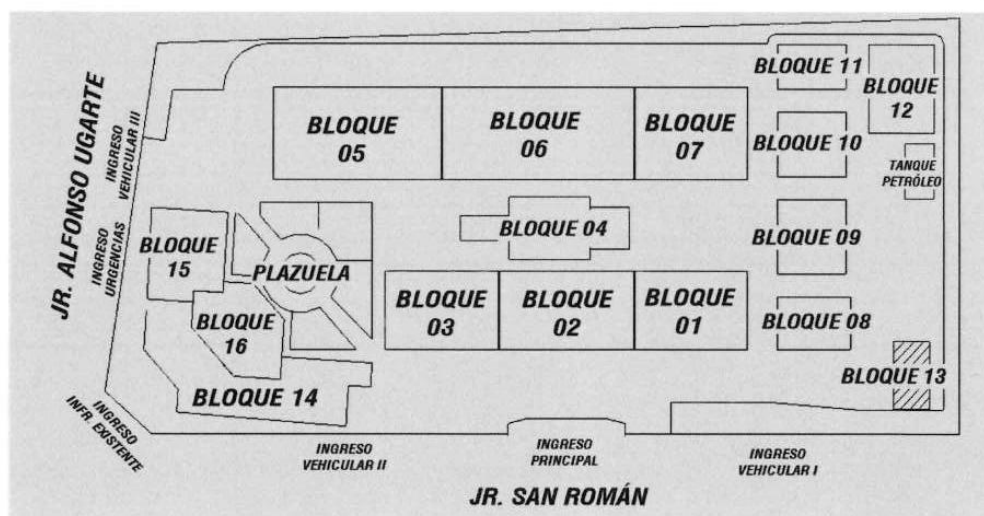 BLOQUE 11
BLOQUE
12
BLOQUE
05
BLOQUE
06
BLOQUE
07
BLOQUE 10
TANQUE
PETRÓLEO
JR. ALFONSO UGARTE
INGRESO
VEHICULAR III
INGRESO
URGENCIAS
BLOQUE
15
PLAZUELA
BLOQUE 04
BLOQUE 09
BLOQUE
16
BLOQUE
03
BLOQUE
02
BLOQUE
01
BLOQUE 08
BLOQUE 13
BLOQUE 14
INGRESO
INFR. EXISTENTE
INGRESO
VEHICULAR II
INGRESO
PRINCIPAL
INGRESO
VEHICULAR I
JR. SAN ROMÁN